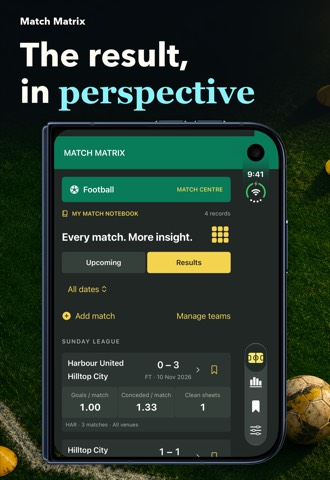 Match Matrix
The result,
in perspective
MATCH MATRIX
9:41
Football MATCH CENTRE
MY MATCH NOTEBOOK 4 records
Every match. More insight.
Upcoming Results
All dates
Add match Manage teams
SUNDAY LEAGUE
Harbour United 0 – 3
Hilltop City FT · 10 Nov 2026
Goals / match Conceded / match Clean sheets
1.00 1.33 1
HAR · 3 matches · All venues
Hilltop City 1 – 1